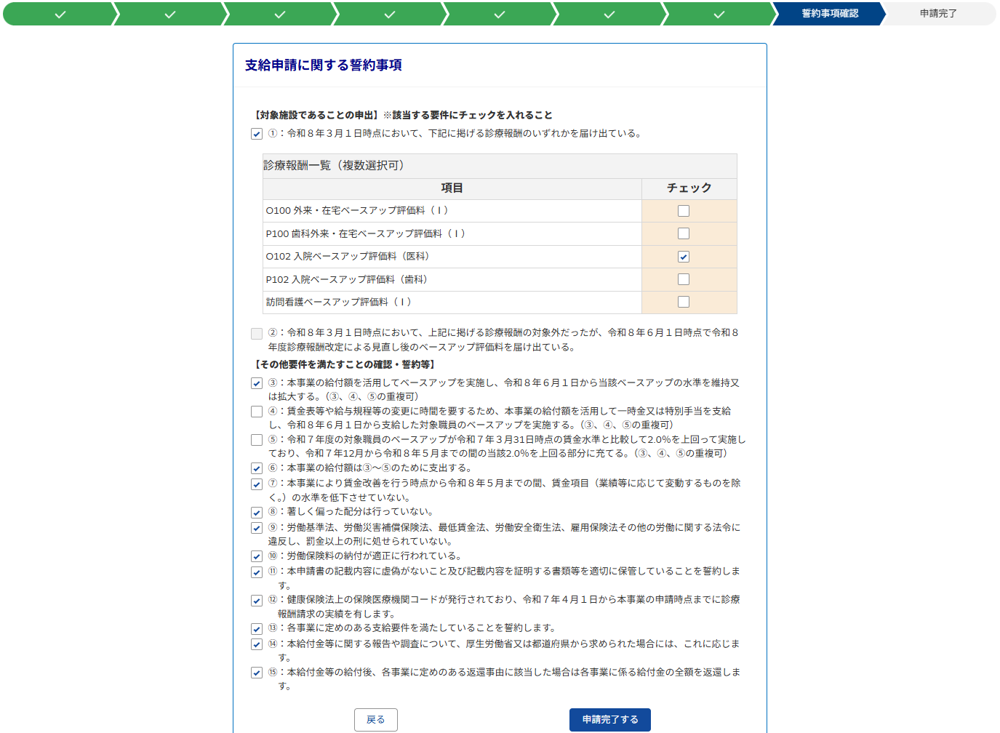 誓約事項確認
申請完了
支給申請に関する誓約事項
【対象施設であることの申出】※該当する要件にチェックを入れること
①：令和８年３月１日時点において、下記に掲げる診療報酬のいずれかを届け出ている。
診療報酬一覧（複数選択可）
項目 チェック
O100 外来・在宅ベースアップ評価料（Ⅰ）
P100 歯科外来・在宅ベースアップ評価料（Ⅰ）
O102 入院ベースアップ評価料（医科）
P102 入院ベースアップ評価料（歯科）
訪問看護ベースアップ評価料（Ⅰ）
②：令和８年３月１日時点において、上記に掲げる診療報酬の対象外だったが、令和８年６月１日時点で令和８
年度診療報酬改定による見直し後のベースアップ評価料を届け出ている。
【その他要件を満たすことの確認・誓約等】
③：本事業の給付額を活用してベースアップを実施し、令和８年６月１日から当該ベースアップの水準を維持又
は拡大する。（③、④、⑤の重複可）
④：賃金表等や給与規程等の変更に時間を要するため、本事業の給付額を活用して一時金又は特別手当を支給
し、令和８年６月１日から支給した対象職員のベースアップを実施する。（③、④、⑤の重複可）
⑤：令和７年度の対象職員のベースアップが令和７年３月31日時点の賃金水準と比較して2.0％を上回って実施し
ており、令和７年12月から令和８年５月までの間の当該2.0％を上回る部分に充てる。（③、④、⑤の重複可）
⑥：本事業の給付額は③～⑤のために支出する。
⑦：本事業により賃金改善を行う時点から令和８年５月までの間、賃金項目（業績等に応じて変動するものを除
く。）の水準を低下させていない。
⑧：著しく偏った配分は行っていない。
⑨：労働基準法、労働災害補償保険法、最低賃金法、労働安全衛生法、雇用保険法その他の労働に関する法令に
違反し、罰金以上の刑に処せられていない。
⑩：労働保険料の納付が適正に行われている。
⑪：本申請書の記載内容に虚偽がないこと及び記載内容を証明する書類等を適切に保管していることを誓約しま
す。
⑫：健康保険法上の保険医療機関コードが発行されており、令和７年４月１日から本事業の申請時点までに診療
報酬請求の実績を有します。
⑬：各事業に定めのある支給要件を満たしていることを誓約します。
⑭：本給付金等に関する報告や調査について、厚生労働省又は都道府県から求められた場合には、これに応じま
す。
⑮：本給付金等の給付後、各事業に定めのある返還事由に該当した場合は各事業に係る給付金の全額を返還しま
す。
戻る
申請完了する